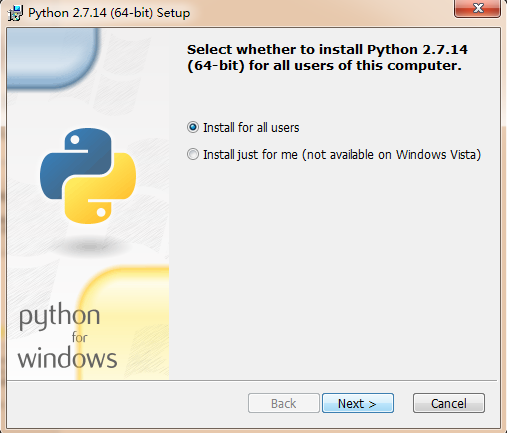 Python 2.7.14 (64-bit) Setup
Select whether to install Python 2.7.14
(64-bit) for all users of this computer.
Install for all users
Install just for me (not available on Windows Vista)
python
for
windows
Back
Next >
Cancel